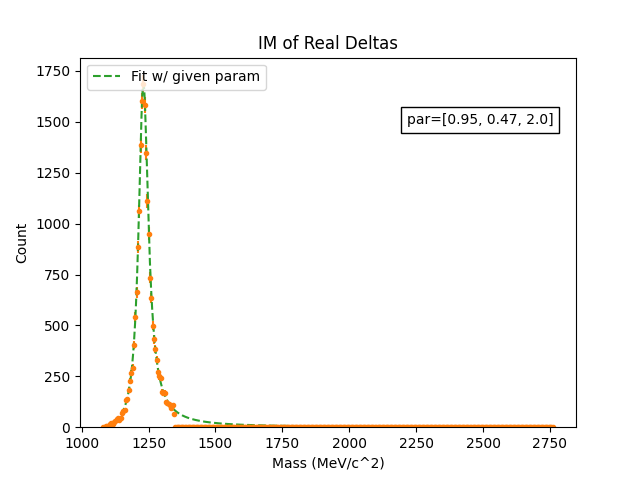 IM of Real Deltas
Fit w/ given param
par=[0.95, 0.47, 2.0]
1750
1500
1250
1000
750
500
250
0
Count
1000 1250 1500 1750 2000 2250 2500 2750
Mass (MeV/c^2)